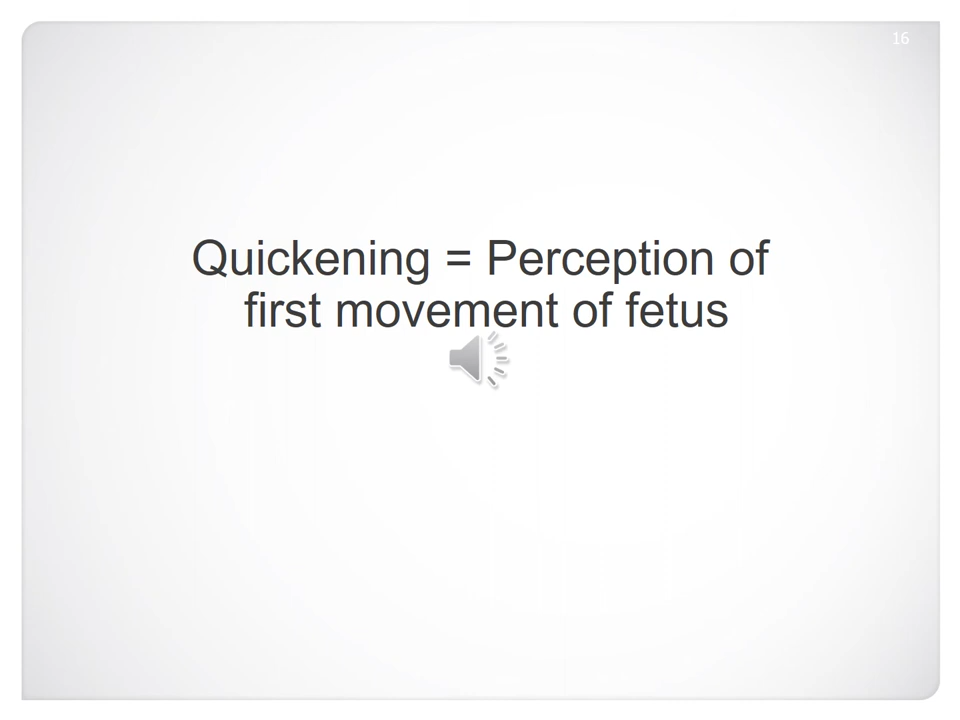 16
Quickening = Perception of
first movement of fetus